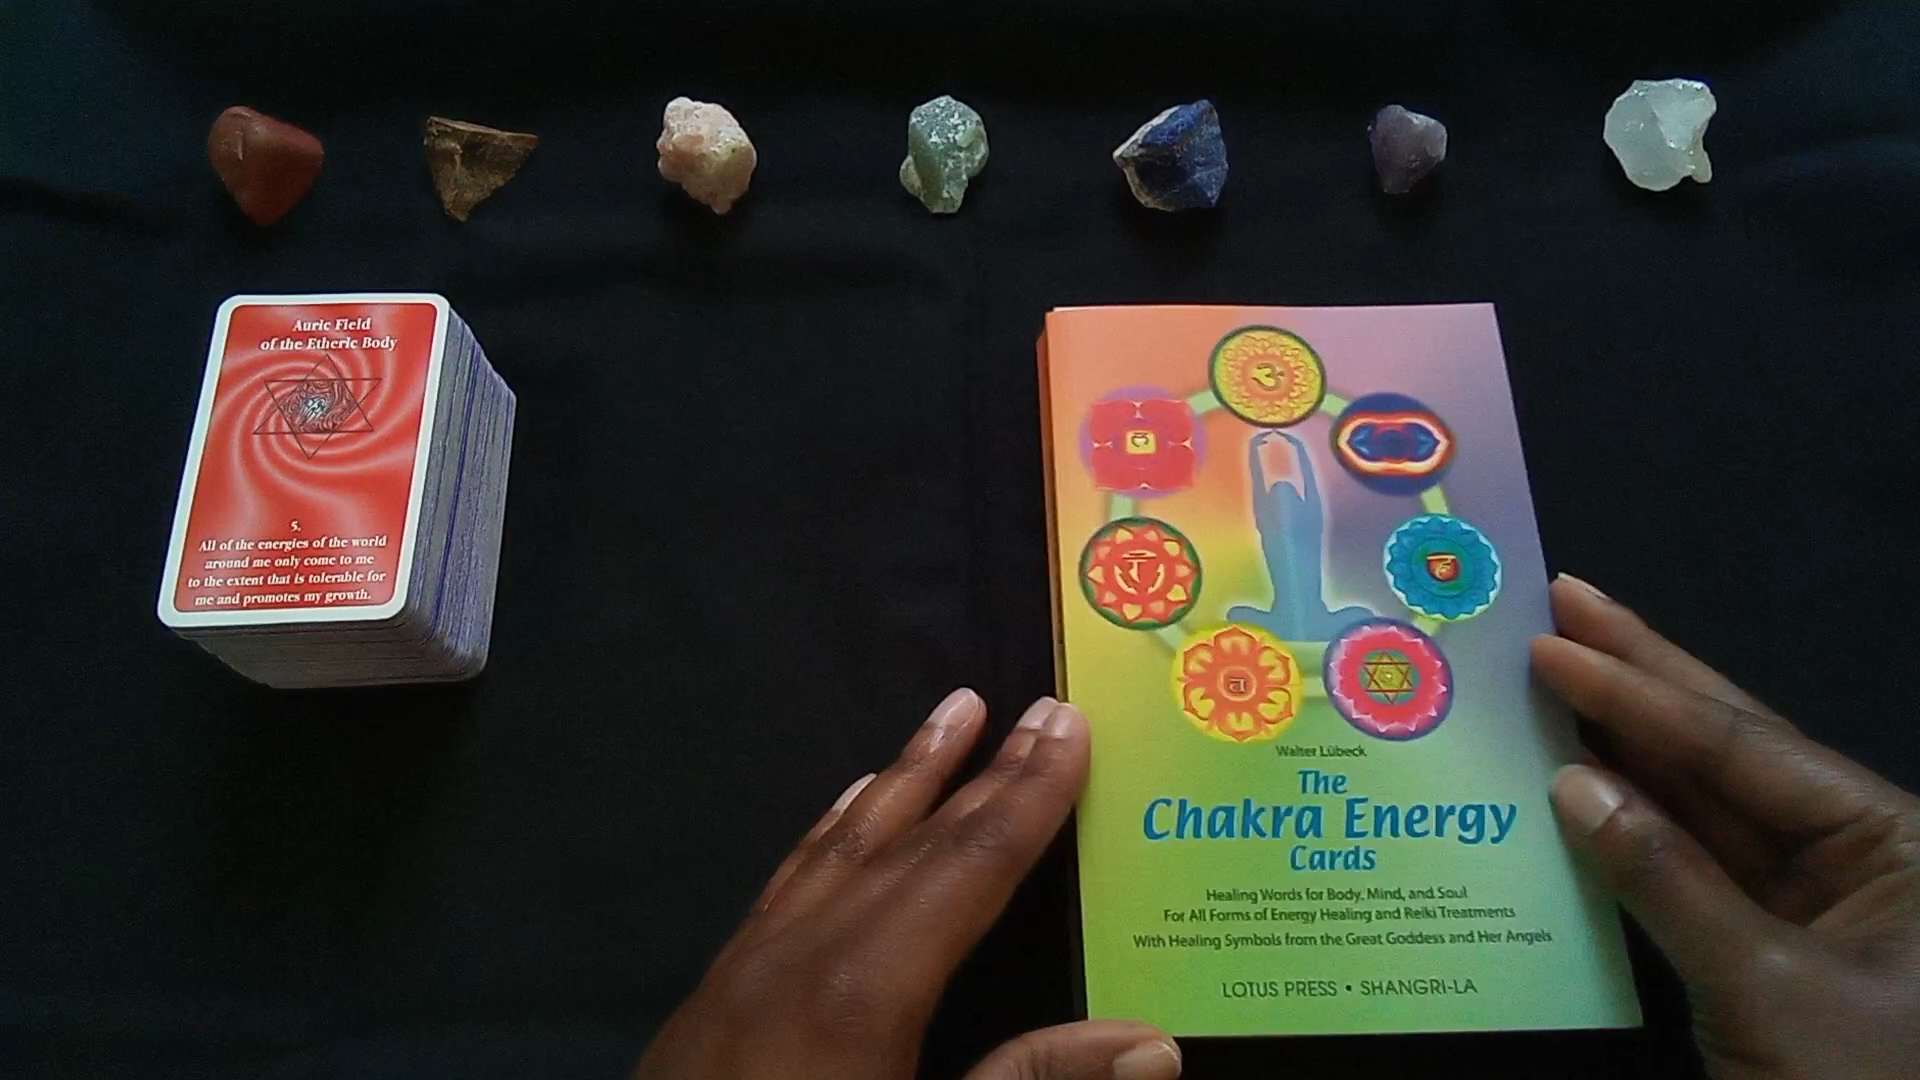 Auric Field
of the Etheric Body
5.
All of the energies of the world
around me only come to me
to the extent that is tolerable for
me and promotes my growth.
Walter Lübeck
The
Chakra Energy
Cards
Healing Words for Body, Mind, and Soul
For All Forms of Energy Healing and Reiki Treatments
With Healing Symbols from the Great Goddess and Her Angels
LOTUS PRESS • SHANGRI-LA